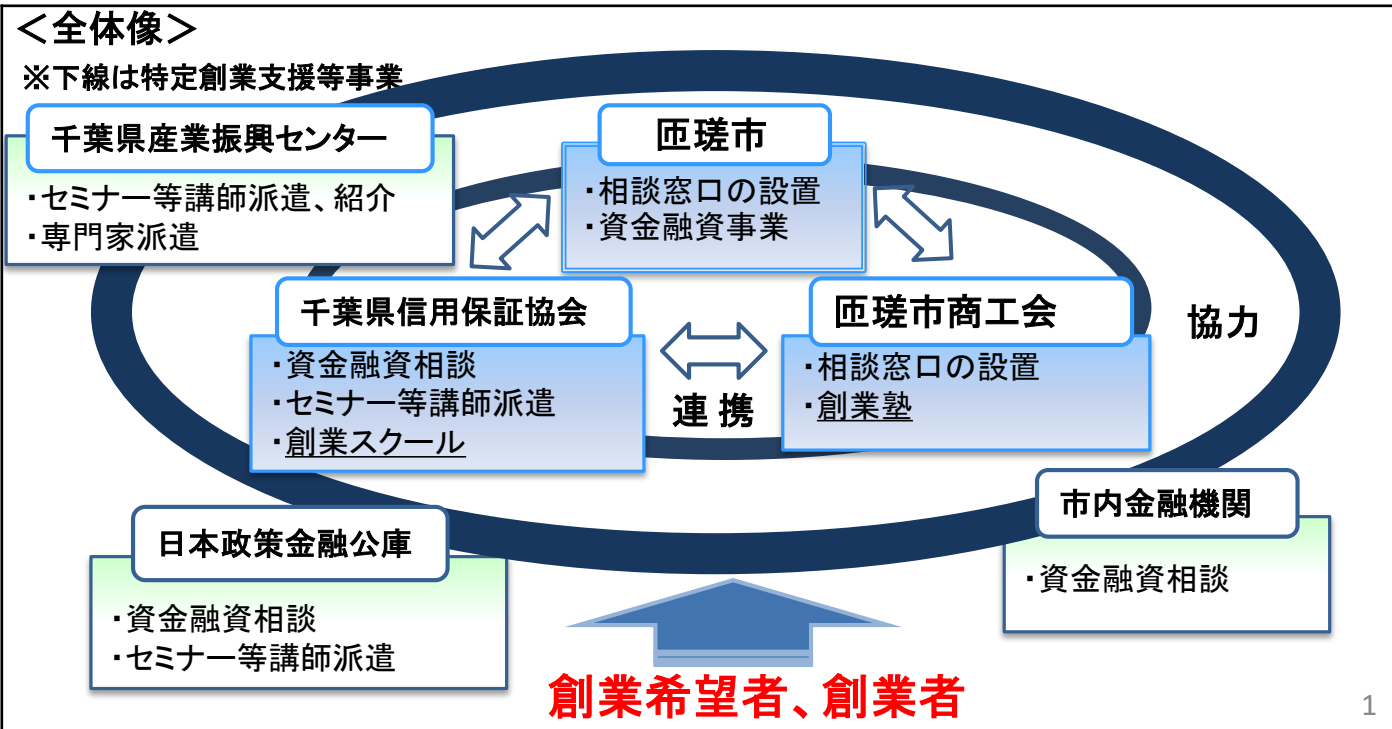 ＜全体像＞
※下線は特定創業支援等事業
千葉県産業振興センター
・セミナー等講師派遣、紹介
・専門家派遣
匝瑳市
・相談窓口の設置
・資金融資事業
千葉県信用保証協会
・資金融資相談
・セミナー等講師派遣
・創業スクール
連携
匝瑳市商工会
・相談窓口の設置
・創業塾
協力
日本政策金融公庫
・資金融資相談
・セミナー等講師派遣
市内金融機関
・資金融資相談
創業希望者、創業者
1